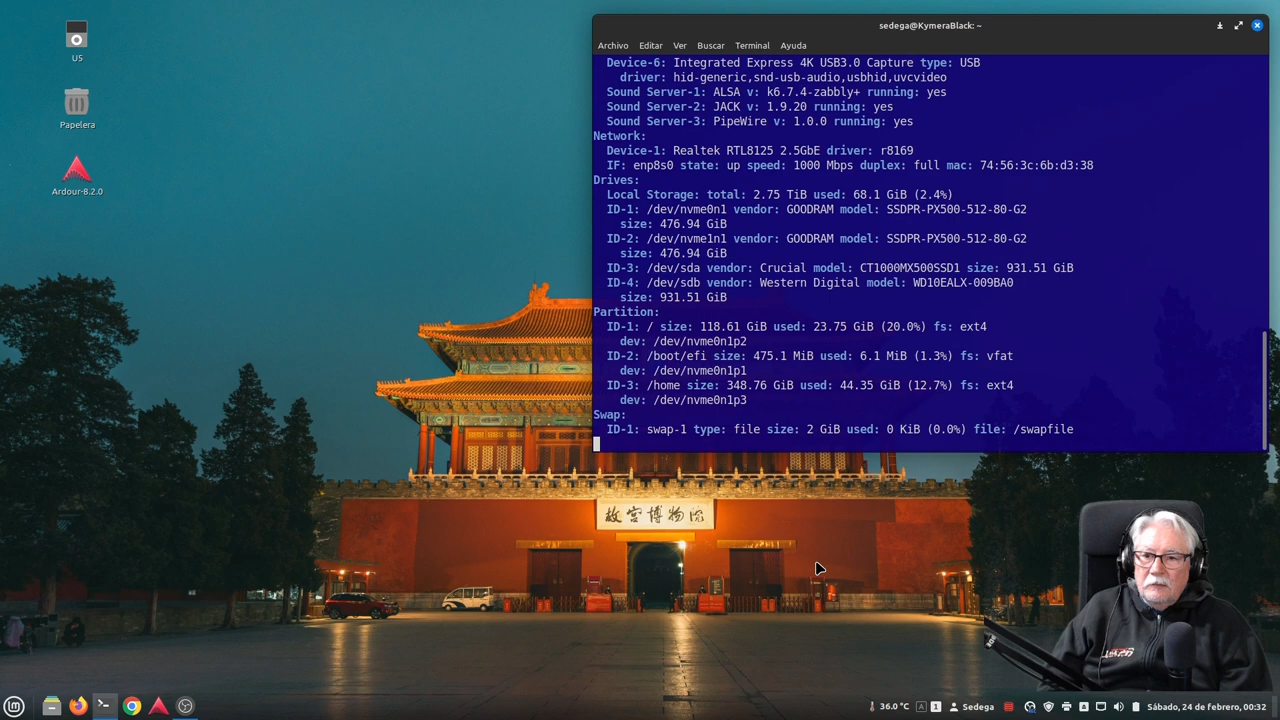 U5
Papelera
Ardour-8.2.0
sedega@KymeraBlack: ~
Archivo Editar Ver Buscar Terminal Ayuda
Device-6: Integrated Express 4K USB3.0 Capture type: USB
driver: hid-generic,snd-usb-audio,usbhid,uvcvideo
Sound Server-1: ALSA v: k6.7.4-zabbly+ running: yes
Sound Server-2: JACK v: 1.9.20 running: yes
Sound Server-3: PipeWire v: 1.0.0 running: yes
Network:
Device-1: Realtek RTL8125 2.5GbE driver: r8169
IF: enp8s0 state: up speed: 1000 Mbps duplex: full mac: 74:56:3c:6b:d3:38
Drives:
Local Storage: total: 2.75 TiB used: 68.1 GiB (2.4%)
ID-1: /dev/nvme0n1 vendor: GOODRAM model: SSDPR-PX500-512-80-G2
size: 476.94 GiB
ID-2: /dev/nvme1n1 vendor: GOODRAM model: SSDPR-PX500-512-80-G2
size: 476.94 GiB
ID-3: /dev/sda vendor: Crucial model: CT1000MX500SSD1 size: 931.51 GiB
ID-4: /dev/sdb vendor: Western Digital model: WD10EALX-009BA0
size: 931.51 GiB
Partition:
ID-1: / size: 118.61 GiB used: 23.75 GiB (20.0%) fs: ext4
dev: /dev/nvme0n1p2
ID-2: /boot/efi size: 475.1 MiB used: 6.1 MiB (1.3%) fs: vfat
dev: /dev/nvme0n1p1
ID-3: /home size: 348.76 GiB used: 44.35 GiB (12.7%) fs: ext4
dev: /dev/nvme0n1p3
Swap:
ID-1: swap-1 type: file size: 2 GiB used: 0 KiB (0.0%) file: /swapfile
故宫博物院
36.0 °C A 1 Sedega A Sábado, 24 de febrero, 00:32